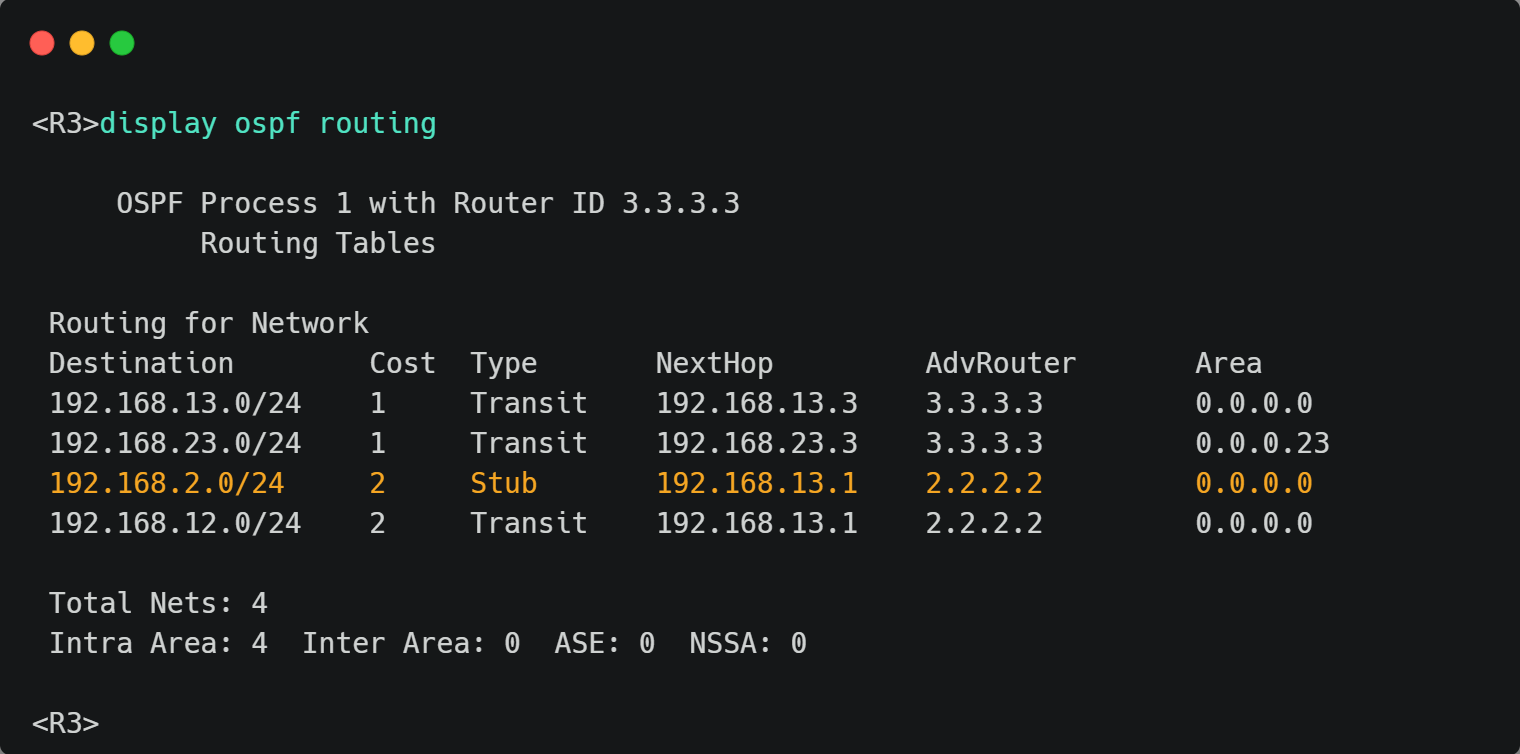 <R3>display ospf routing
OSPF Process 1 with Router ID 3.3.3.3
Routing Tables
Routing for Network
Destination        Cost  Type       NextHop         AdvRouter       Area
192.168.13.0/24    1     Transit    192.168.13.3    3.3.3.3         0.0.0.0
192.168.23.0/24    1     Transit    192.168.23.3    3.3.3.3         0.0.0.23
192.168.2.0/24     2     Stub       192.168.13.1    2.2.2.2         0.0.0.0
192.168.12.0/24    2     Transit    192.168.13.1    2.2.2.2         0.0.0.0
Total Nets: 4
Intra Area: 4  Inter Area: 0  ASE: 0  NSSA: 0
<R3>